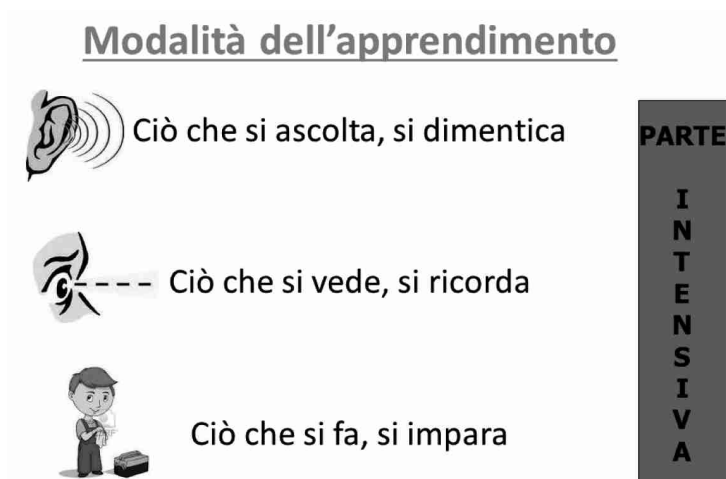 Modalità dell'apprendimento
Ciò che si ascolta, si dimentica
Ciò che si vede, si ricorda
Ciò che si fa, si impara
PARTE
I
N
T
E
N
S
I
V
A